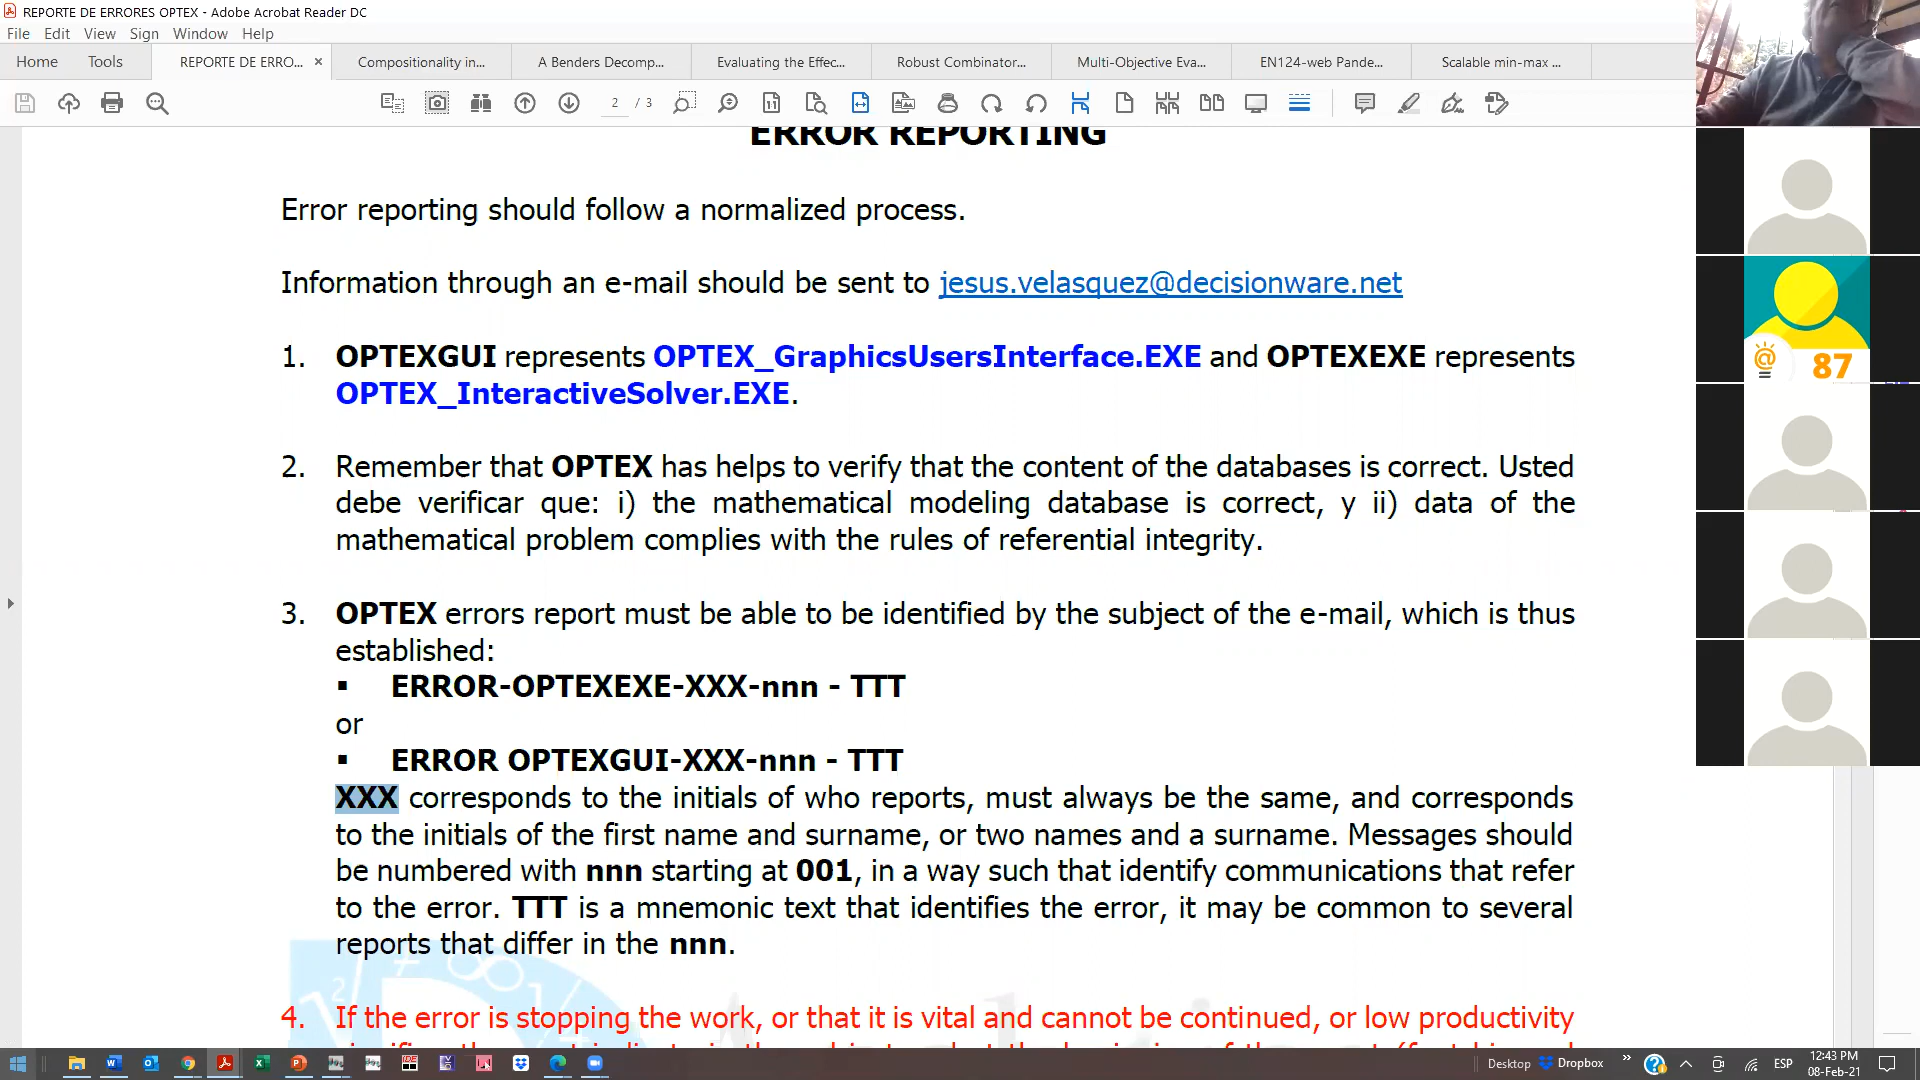 REPORTE DE ERRORES OPTEX - Adobe Acrobat Reader DC
File Edit View Sign Window Help
Home Tools REPORTE DE ERRO... × Compositionality in... A Benders Decomp... Evaluating the Effec... Robust Combinator... Multi-Objective Eva... EN124-web Pande... Scalable min-max ...
2 / 3
ERROR REPORTING
Error reporting should follow a normalized process.
Information through an e-mail should be sent to jesus.velasquez@decisionware.net
1. OPTEXGUI represents OPTEX_GraphicsUsersInterface.EXE and OPTEXEXE represents
OPTEX_InteractiveSolver.EXE.
2. Remember that OPTEX has helps to verify that the content of the databases is correct. Usted
debe verificar que: i) the mathematical modeling database is correct, y ii) data of the
mathematical problem complies with the rules of referential integrity.
3. OPTEX errors report must be able to be identified by the subject of the e-mail, which is thus
established:
▪ ERROR-OPTEXEXE-XXX-nnn - TTT
or
▪ ERROR OPTEXGUI-XXX-nnn - TTT
XXX corresponds to the initials of who reports, must always be the same, and corresponds
to the initials of the first name and surname, or two names and a surname. Messages should
be numbered with nnn starting at 001, in a way such that identify communications that refer
to the error. TTT is a mnemonic text that identifies the error, it may be common to several
reports that differ in the nnn.
4. If the error is stopping the work, or that it is vital and cannot be continued, or low productivity
@ 87
Desktop Dropbox » ESP 12:43 PM
08-Feb-21